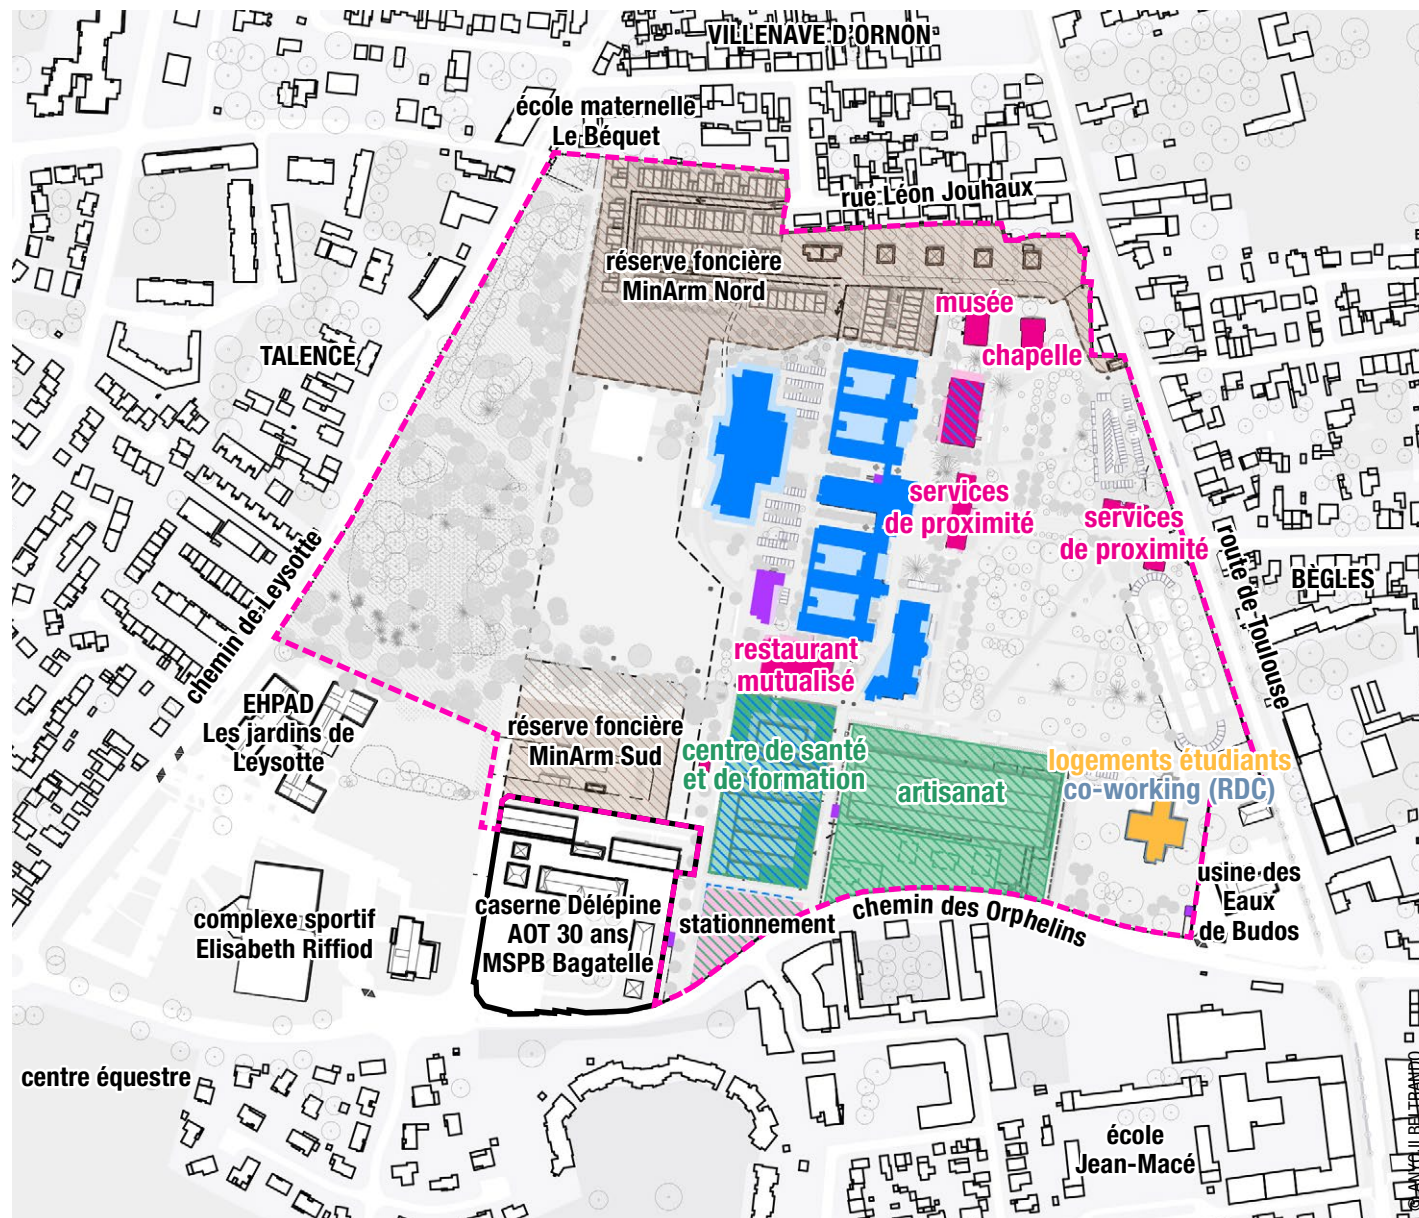 VILLENAVE D'ORNON
école maternelle
Le Béquet
rue Léon Jouhaux
réserve foncière
MinArm Nord
musée
chapelle
TALENCE
services
de proximité
services
de proximité
route de Toulouse
BÈGLES
chemin de Leysotte
restaurant
mutualisé
EHPAD
Les jardins de
Leysotte
réserve foncière
MinArm Sud
centre de santé
et de formation
artisanat
logements étudiants
co-working (RDC)
usine des
Eaux
de Budos
caserne Délépine
AOT 30 ans
MSPB Bagatelle
stationnement
chemin des Orphelins
complexe sportif
Elisabeth Riffiod
centre équestre
école
Jean-Macé